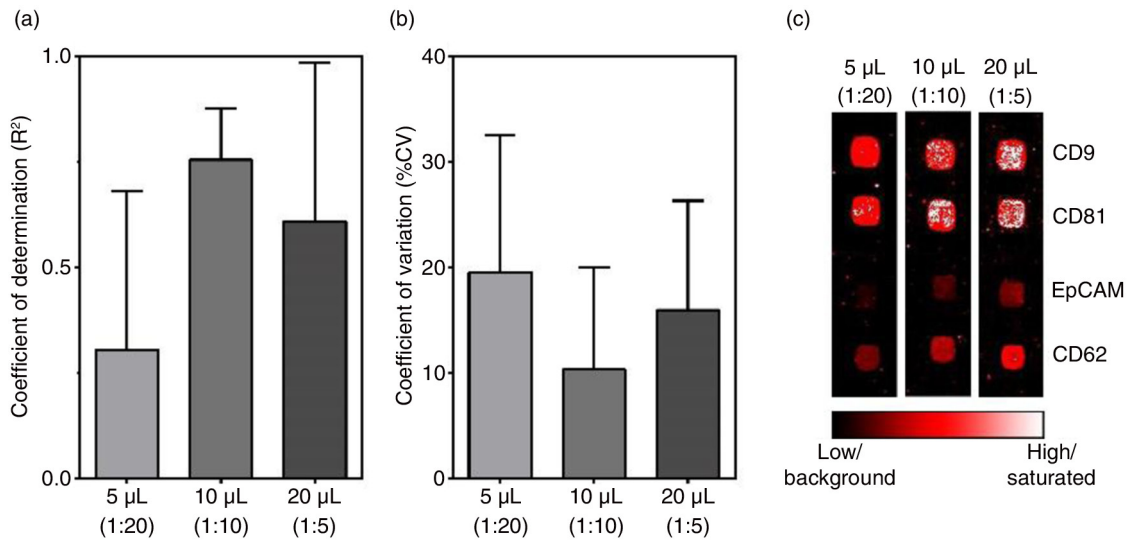 (a)
Coefficient of determination (R²)
1.0
0.5
0.0
5 µL
(1:20)
10 µL
(1:10)
20 µL
(1:5)
(b)
Coefficient of variation (%CV)
40
30
20
10
0
5 µL
(1:20)
10 µL
(1:10)
20 µL
(1:5)
(c)
5 µL
(1:20)
10 µL
(1:10)
20 µL
(1:5)
CD9
CD81
EpCAM
CD62
Low/
background
High/
saturated